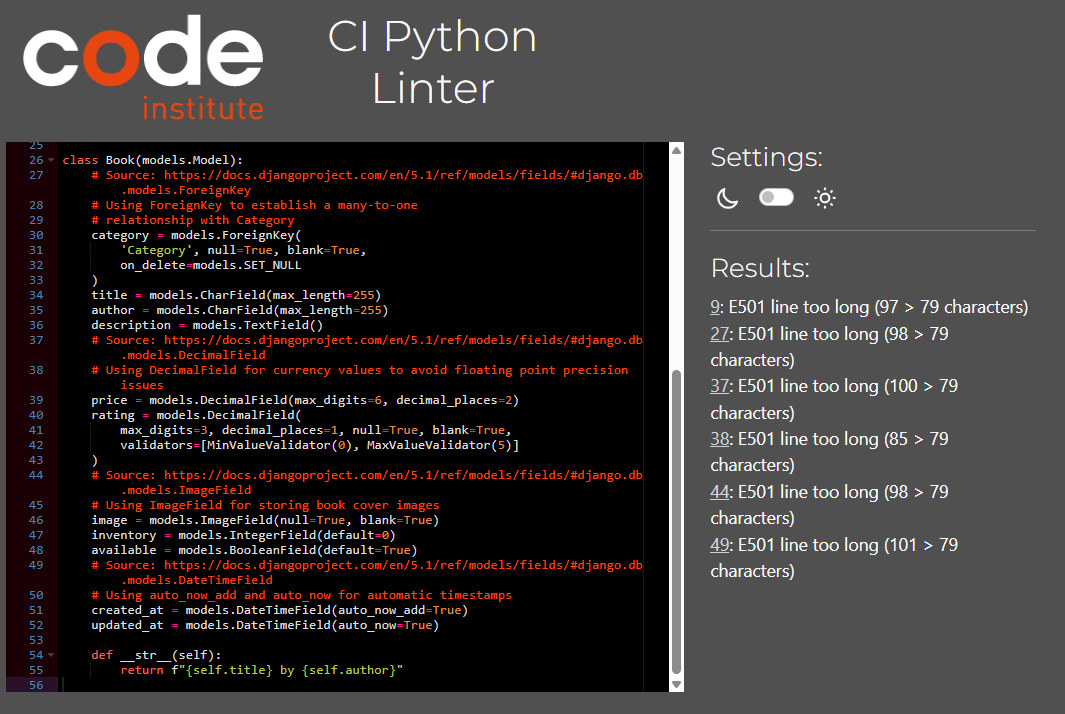 code
institute
CI Python
Linter
25
26 class Book(models.Model):
27 # Source: https://docs.djangoproject.com/en/5.1/ref/models/fields/#django.db
.models.ForeignKey
28 # Using ForeignKey to establish a many-to-one
29 # relationship with Category
30 category = models.ForeignKey(
31 'Category', null=True, blank=True,
32 on_delete=models.SET_NULL
33 )
34 title = models.CharField(max_length=255)
35 author = models.CharField(max_length=255)
36 description = models.TextField()
37 # Source: https://docs.djangoproject.com/en/5.1/ref/models/fields/#django.db
.models.DecimalField
38 # Using DecimalField for currency values to avoid floating point precision
issues
39 price = models.DecimalField(max_digits=6, decimal_places=2)
40 rating = models.DecimalField(
41 max_digits=3, decimal_places=1, null=True, blank=True,
42 validators=[MinValueValidator(0), MaxValueValidator(5)]
43 )
44 # Source: https://docs.djangoproject.com/en/5.1/ref/models/fields/#django.db
.models.ImageField
45 # Using ImageField for storing book cover images
46 image = models.ImageField(null=True, blank=True)
47 inventory = models.IntegerField(default=0)
48 available = models.BooleanField(default=True)
49 # Source: https://docs.djangoproject.com/en/5.1/ref/models/fields/#django.db
.models.DateTimeField
50 # Using auto_now_add and auto_now for automatic timestamps
51 created_at = models.DateTimeField(auto_now_add=True)
52 updated_at = models.DateTimeField(auto_now=True)
53
54 def __str__(self):
55 return f"{self.title} by {self.author}"
56
Settings:
Results:
9: E501 line too long (97 > 79 characters)
27: E501 line too long (98 > 79
characters)
37: E501 line too long (100 > 79
characters)
38: E501 line too long (85 > 79
characters)
44: E501 line too long (98 > 79
characters)
49: E501 line too long (101 > 79
characters)